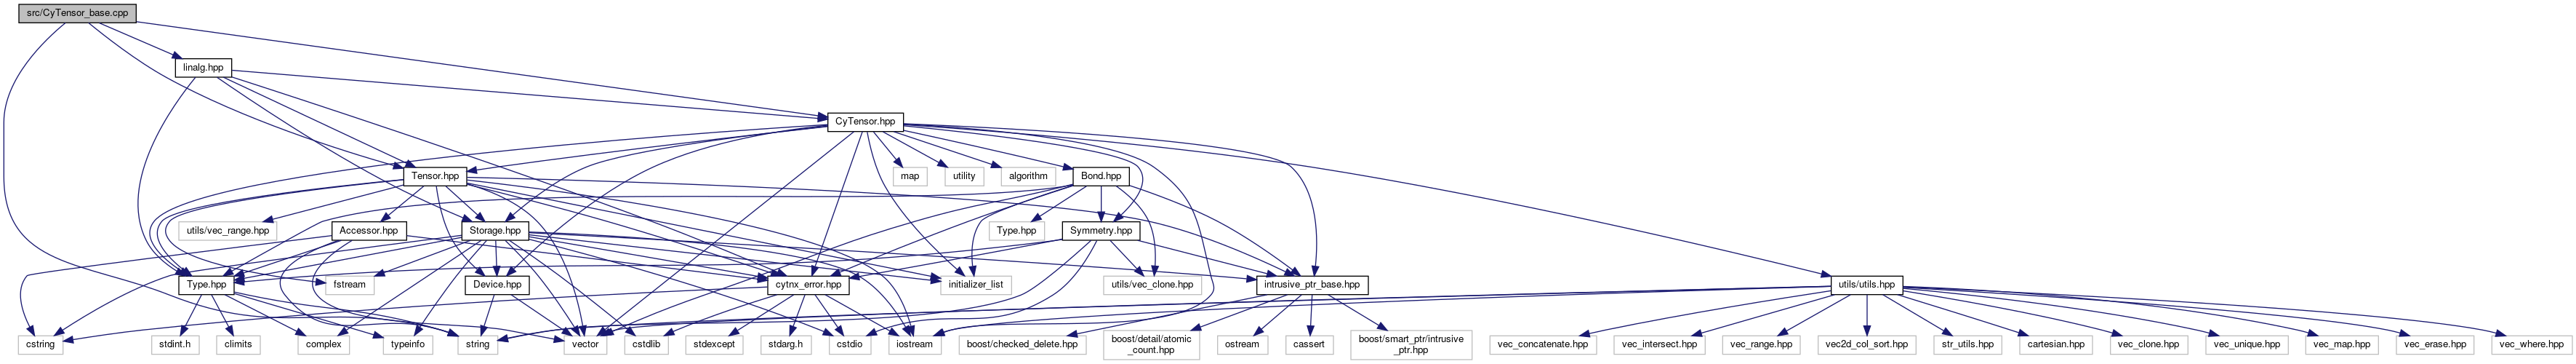 src/CyTensor_base.cpp
linalg.hpp
CyTensor.hpp
Tensor.hpp
map
utility
algorithm
Bond.hpp
utils/vec_range.hpp
Accessor.hpp
Storage.hpp
Type.hpp
Symmetry.hpp
Type.hpp
fstream
Device.hpp
cytnx_error.hpp
initializer_list
utils/vec_clone.hpp
intrusive_ptr_base.hpp
utils/utils.hpp
cstring
stdint.h
climits
complex
typeinfo
string
vector
cstdlib
stdexcept
stdarg.h
cstdio
iostream
boost/checked_delete.hpp
boost/detail/atomic
_count.hpp
ostream
cassert
boost/smart_ptr/intrusive
_ptr.hpp
vec_concatenate.hpp
vec_intersect.hpp
vec_range.hpp
vec2d_col_sort.hpp
str_utils.hpp
cartesian.hpp
vec_clone.hpp
vec_unique.hpp
vec_map.hpp
vec_erase.hpp
vec_where.hpp